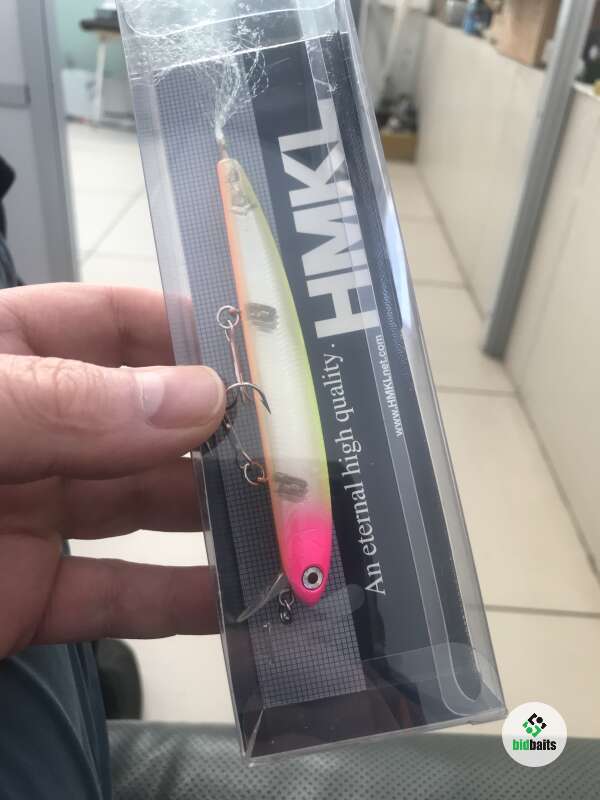 HMKL
An eternal high quality.
www.HMKLnet.com
bidbaits